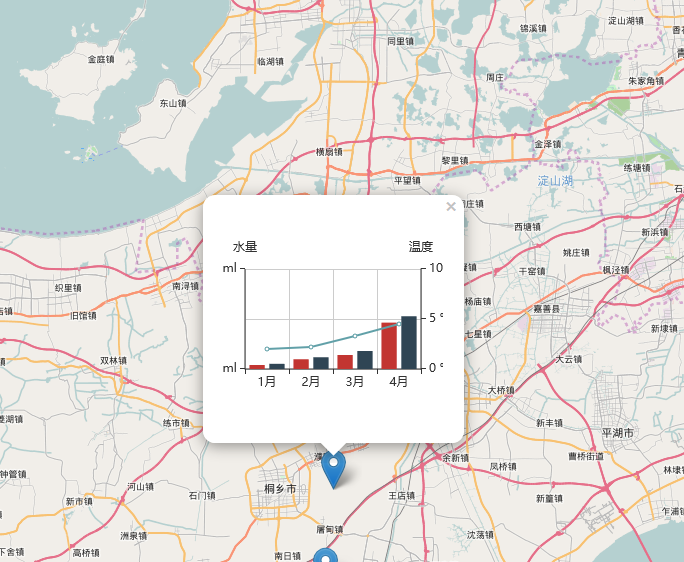 锦溪镇
淀山湖镇
同里镇
金庭镇
临湖镇
周庄
朱家角镇
东山镇
金泽镇
横扇镇
黎里镇
练塘镇
平望镇
淀山湖
西塘镇
新浜镇
水量
温度
姚庄镇
ml
10
干窑镇
枫泾镇
织里镇
南浔镇
嘉善县
旧馆镇
5 °
七星镇
新埭镇
双林镇
大云镇
ml
0 °
1月
2月
3月
4月
大桥镇
练市镇
新丰镇
平湖市
余新镇
凤桥镇
曹桥街道
林埭镇
钟管镇
河山镇
石门镇
桐乡市
王店镇
新篁镇
新市镇
乍浦镇
洲泉镇
屠甸镇
沈荡镇
下舍镇
高桥镇
南日镇